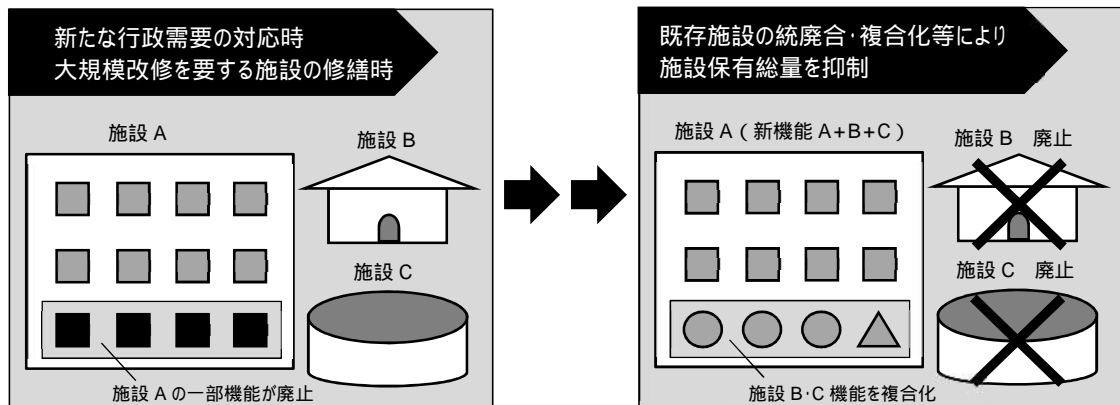 新たな行政需要の対応時
大規模改修を要する施設の修繕時
施設 A
施設 B
施設 C
施設 A の一部機能が廃止
既存施設の統廃合・複合化等により
施設保有総量を抑制
施設 A（新機能 A+B+C）
施設 B 廃止
施設 C 廃止
施設 B・C 機能を複合化